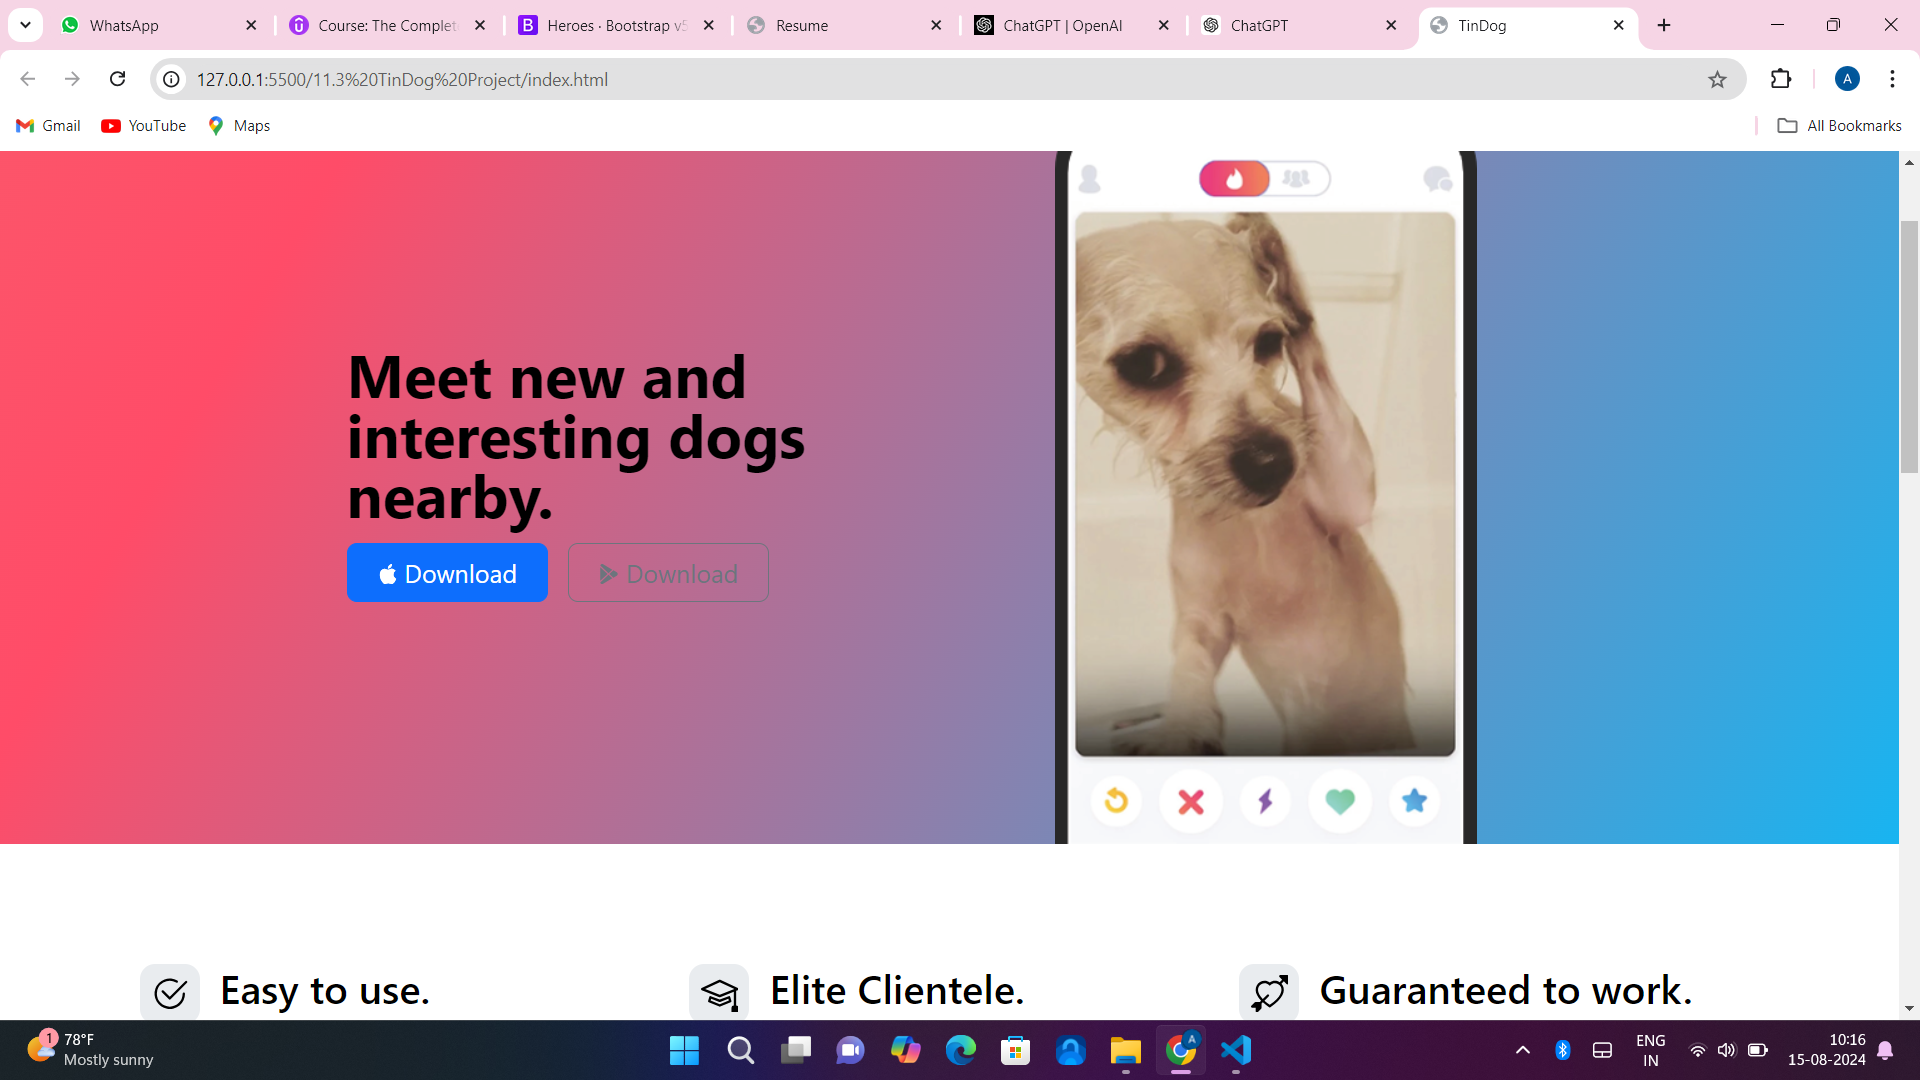 WhatsApp
Course: The Complete
Heroes · Bootstrap v5
Resume
ChatGPT | OpenAI
ChatGPT
TinDog
127.0.0.1:5500/11.3%20TinDog%20Project/index.html
A
Gmail
YouTube
Maps
All Bookmarks
Meet new and
interesting dogs
nearby.
Download
Download
Easy to use.
Elite Clientele.
Guaranteed to work.
1
78°F
Mostly sunny
A
ENG
IN
10:16
15-08-2024